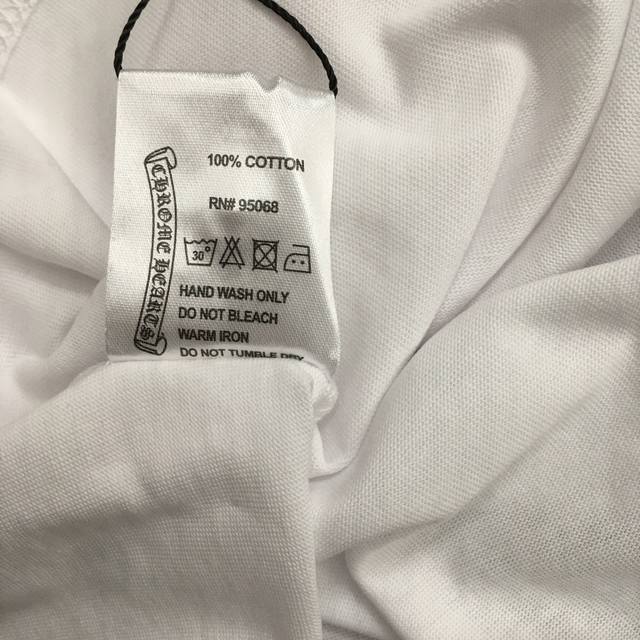 100% COTTON
RN# 95068
CHROME HEARTS
30°
HAND WASH ONLY
DO NOT BLEACH
WARM IRON
DO NOT TUMBLE DRY